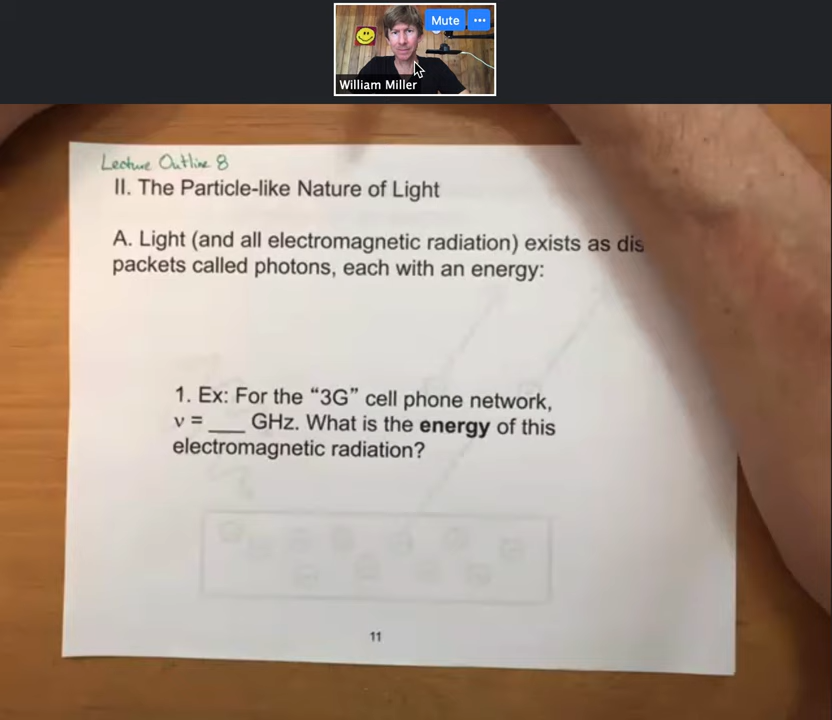 Mute
William Miller
Lecture Outline 8
II. The Particle-like Nature of Light
A. Light (and all electromagnetic radiation) exists as dis
packets called photons, each with an energy:
1. Ex: For the “3G” cell phone network,
ν = ___ GHz. What is the energy of this
electromagnetic radiation?
11